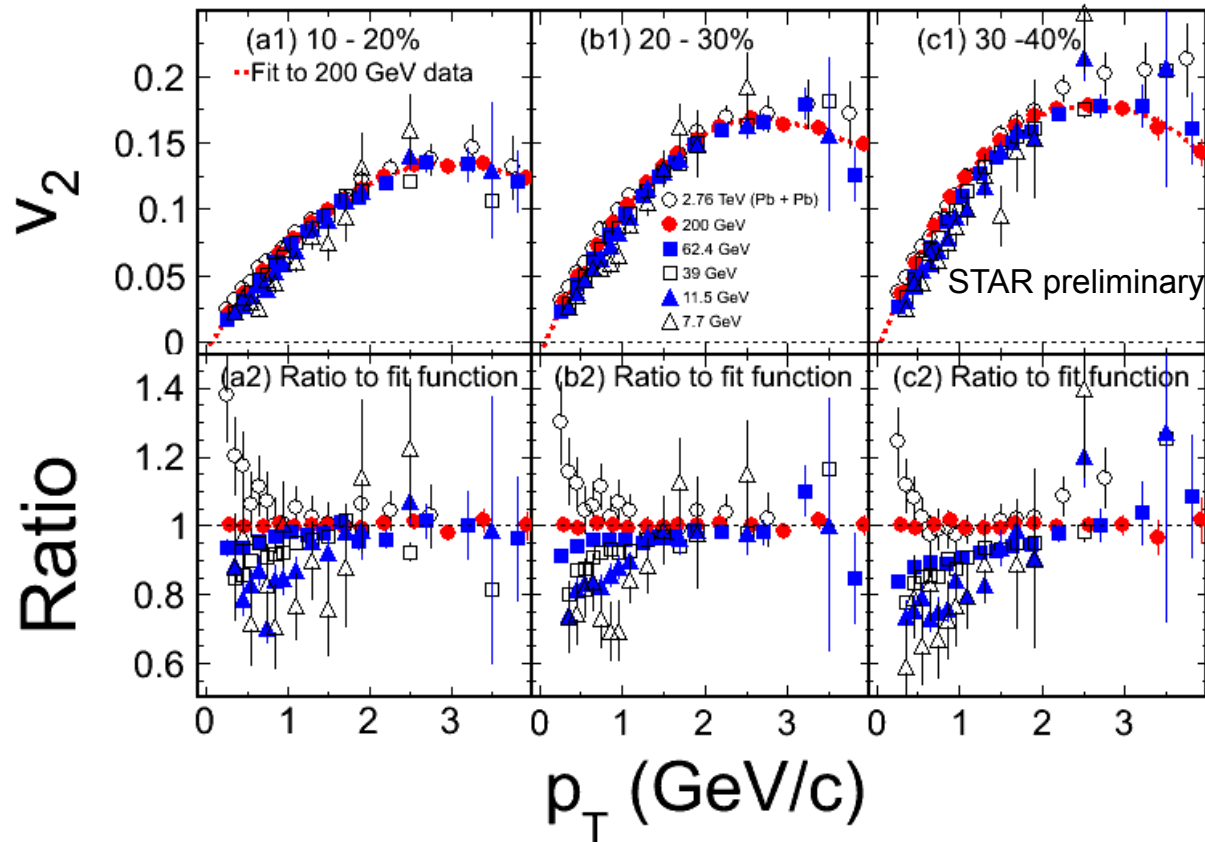 (a1) 10 - 20%
Fit to 200 GeV data
(b1) 20 - 30%
(c1) 30 -40%
v2
0.2
0.15
0.1
0.05
0
2.76 TeV (Pb + Pb)
200 GeV
62.4 GeV
39 GeV
11.5 GeV
7.7 GeV
STAR preliminary
(a2) Ratio to fit function
(b2) Ratio to fit function
(c2) Ratio to fit function
Ratio
1.4
1.2
1
0.8
0.6
0 1 2 3 0 1 2 3 0 1 2 3
pT (GeV/c)